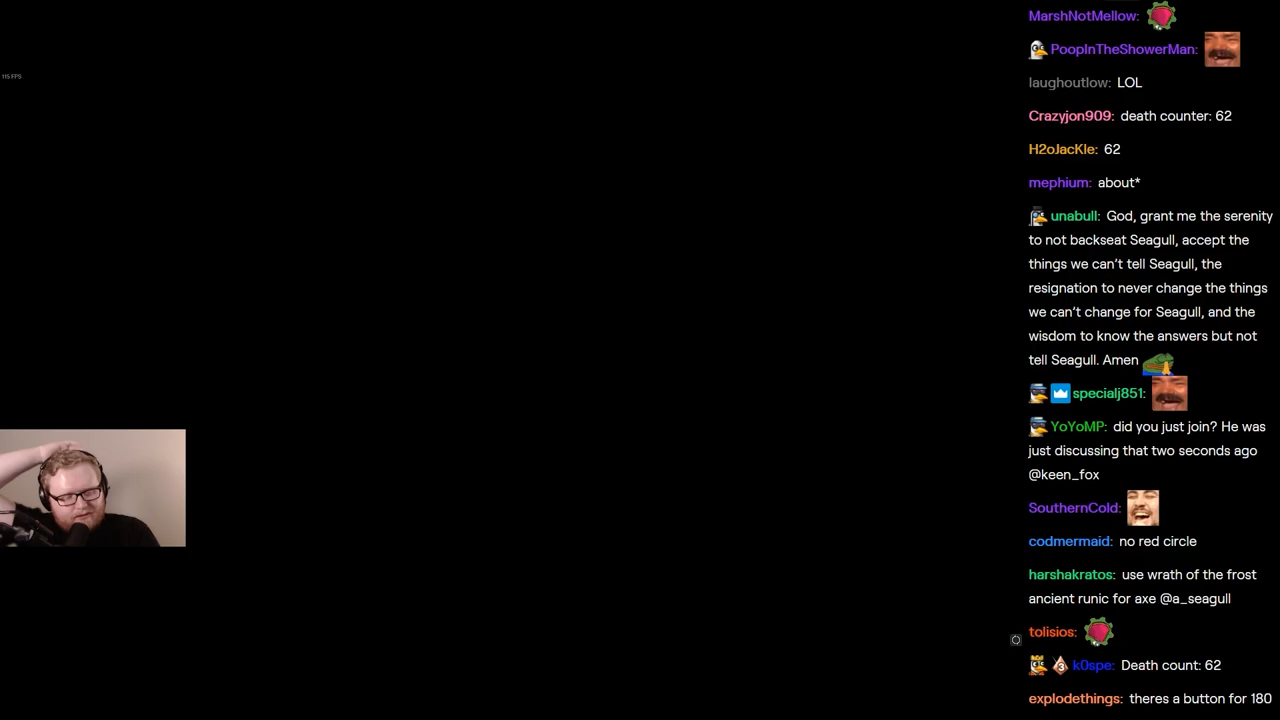 MarshNotMellow:
115 FPS
PoopInTheShowerMan:
laughoutlow: LOL
Crazyjon909: death counter: 62
H2oJacKle: 62
mephium: about*
unabull: God, grant me the serenity
to not backseat Seagull, accept the
things we can't tell Seagull, the
resignation to never change the things
we can't change for Seagull, and the
wisdom to know the answers but not
tell Seagull. Amen
specialj851:
YoYoMP: did you just join? He was
just discussing that two seconds ago
@keen_fox
SouthernCold:
codmermaid: no red circle
harshakratos: use wrath of the frost
ancient runic for axe @a_seagull
tolisios:
3 k0spe: Death count: 62
explodethings: theres a button for 180